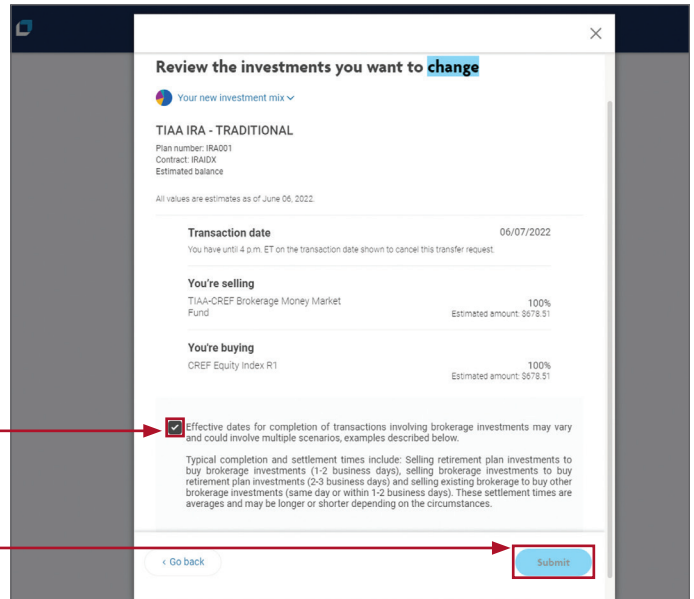 Review the investments you want to change
Your new investment mix
TIAA IRA - TRADITIONAL
Plan number: IRA001
Contract: IRAIDX
Estimated balance
All values are estimates as of June 06, 2022.
Transaction date 06/07/2022
You have until 4 p.m. ET on the transaction date shown to cancel this transfer request.
You're selling
TIAA-CREF Brokerage Money Market 100%
Fund Estimated amount: $678.51
You're buying
CREF Equity Index R1 100%
Estimated amount: $678.51
Effective dates for completion of transactions involving brokerage investments may vary
and could involve multiple scenarios, examples described below.
Typical completion and settlement times include: Selling retirement plan investments to
buy brokerage investments (1-2 business days), selling brokerage investments to buy
retirement plan investments (2-3 business days) and selling existing brokerage to buy other
brokerage investments (same day or within 1-2 business days). These settlement times are
averages and may be longer or shorter depending on the circumstances.
‹ Go back Submit